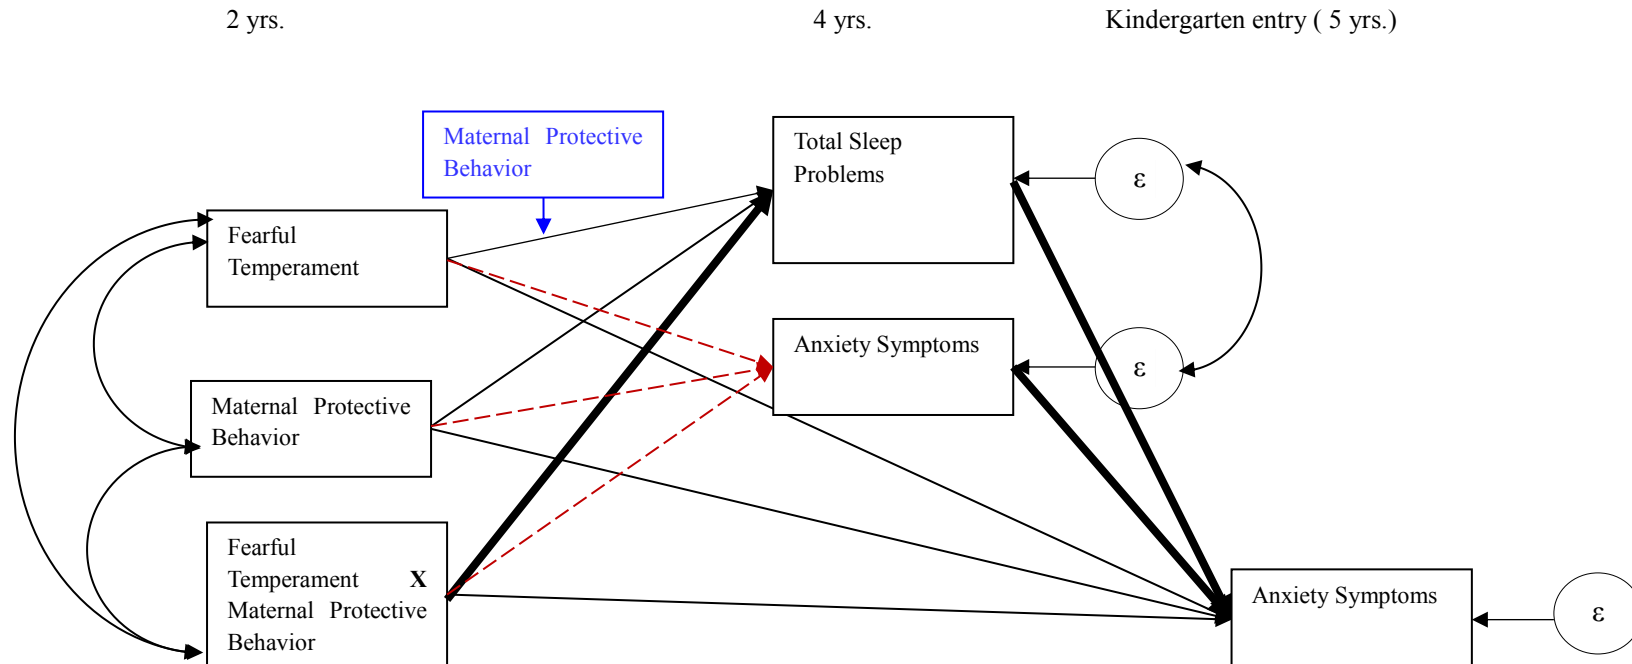 2 yrs.
4 yrs.
Kindergarten entry ( 5 yrs.)
Maternal Protective
Behavior
Total Sleep
Problems
ε
Fearful
Temperament
Anxiety Symptoms
ε
Maternal Protective
Behavior
Fearful
Temperament X
Maternal Protective
Behavior
Anxiety Symptoms
ε